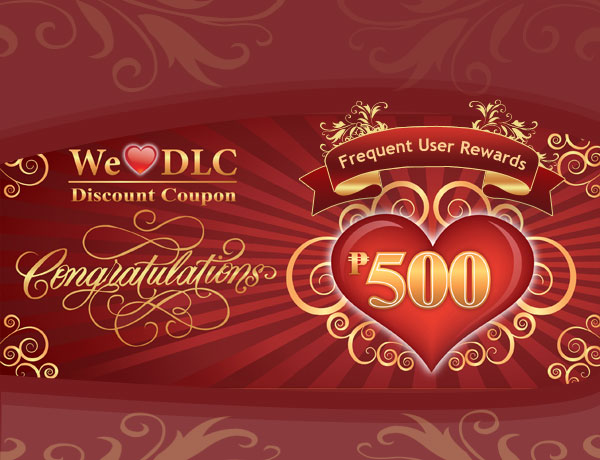 We ❤ DLC
Discount Coupon
Congratulations
Frequent User Rewards
₱500